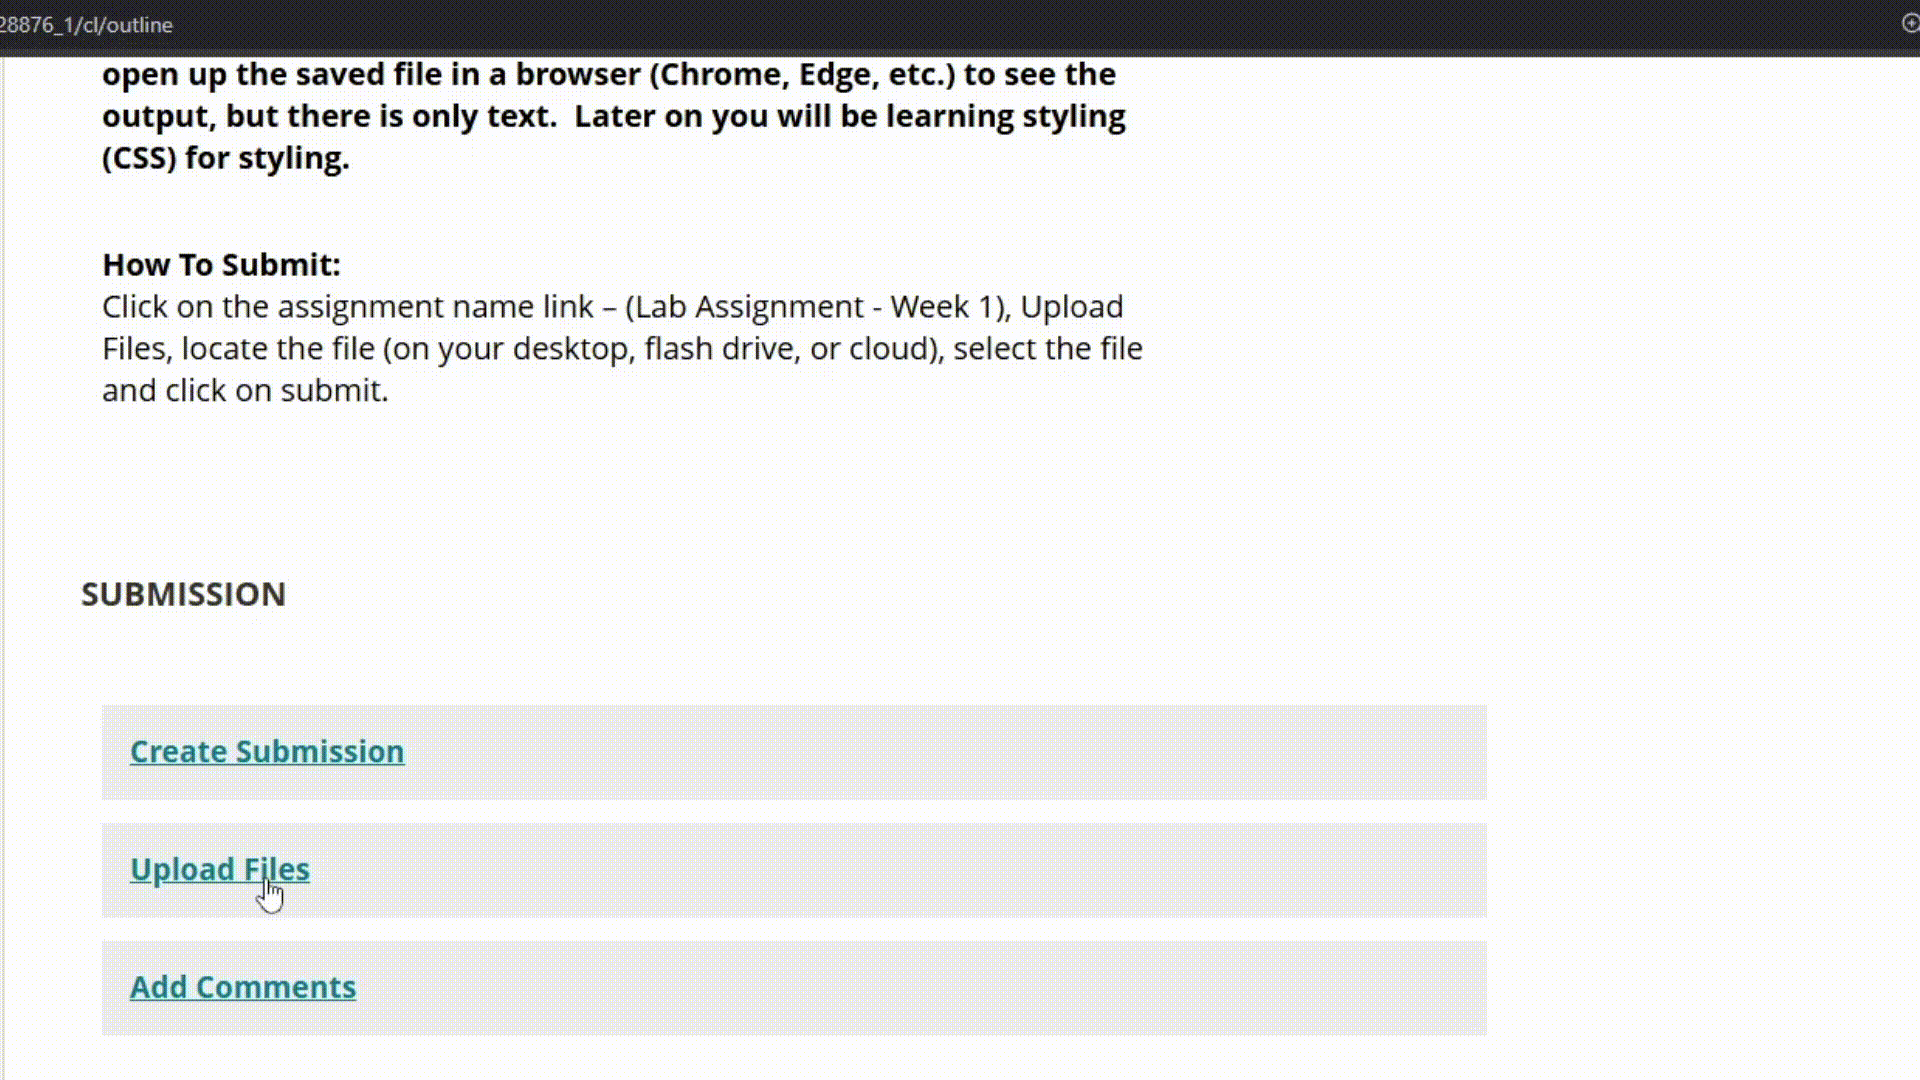 28876_1/cl/outline
open up the saved file in a browser (Chrome, Edge, etc.) to see the
output, but there is only text.  Later on you will be learning styling
(CSS) for styling.
How To Submit:
Click on the assignment name link – (Lab Assignment - Week 1), Upload
Files, locate the file (on your desktop, flash drive, or cloud), select the file
and click on submit.
SUBMISSION
Create Submission
Upload Files
Add Comments